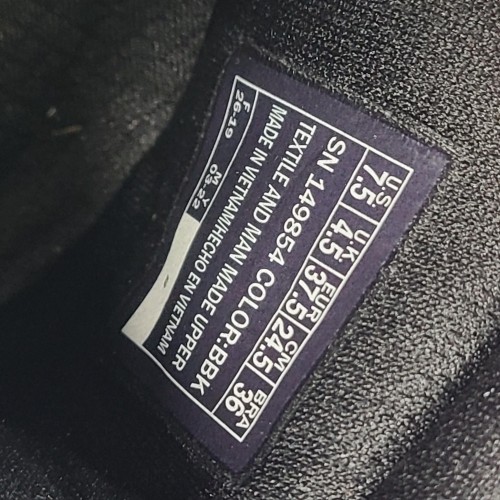 US UK EUR CM BRA
7.5 4.5 37.5 24.5 36
SN 149854 COLOR:BBK
TEXTILE AND MAN MADE UPPER
MADE IN VIETNAM/HECHO EN VIETNAM
F M Y
26-19 03-22